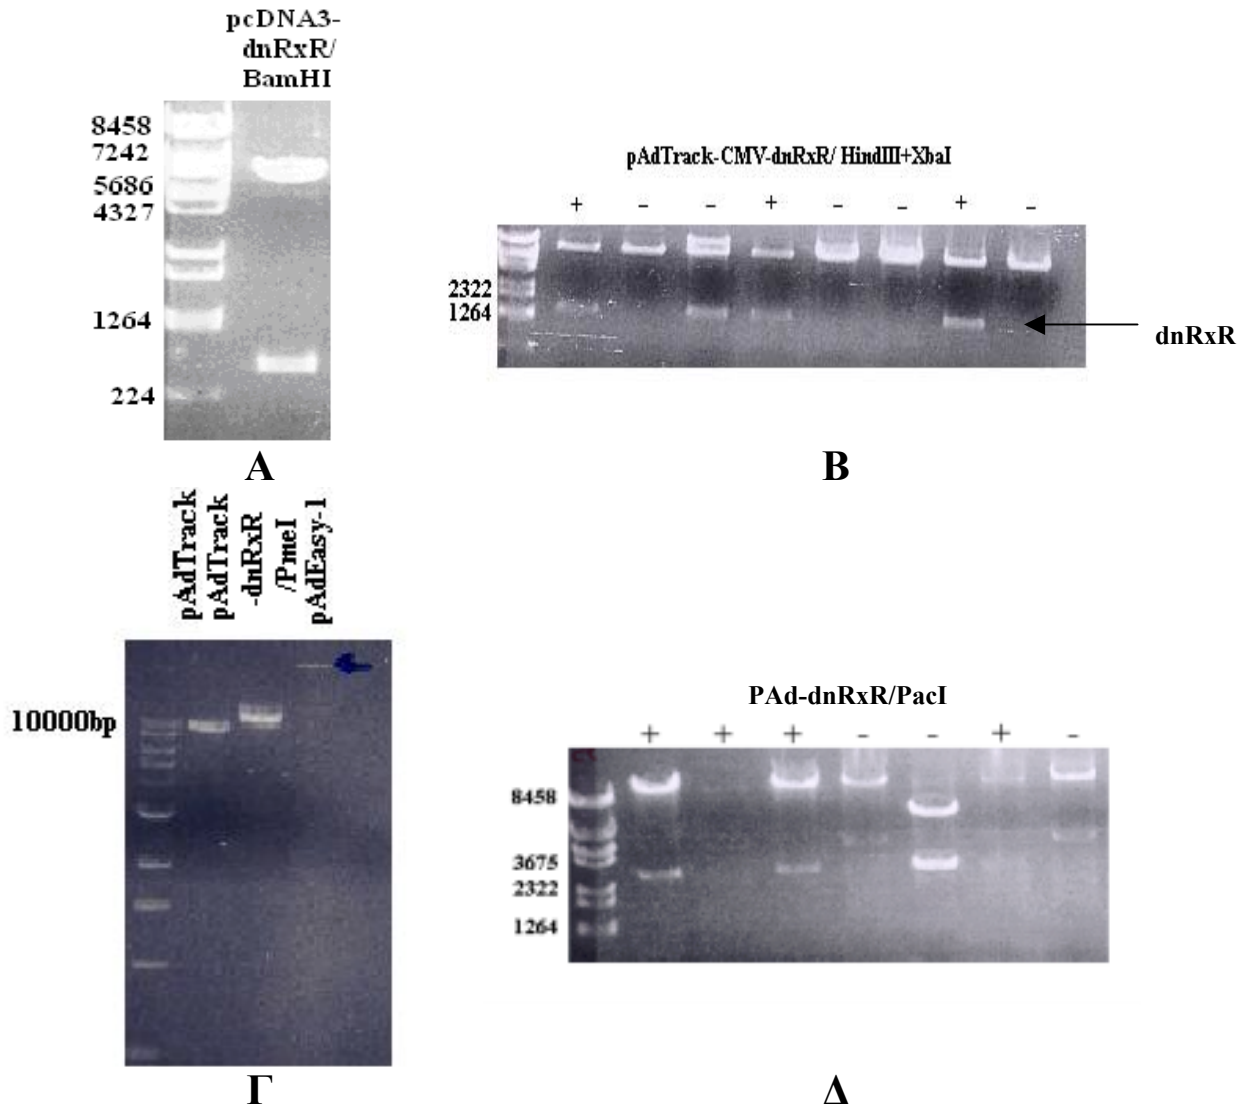 pcDNA3-
dnRxR/
BamHI
8458
7242
5686
4327
1264
224
A
pAdTrack-CMV-dnRxR/ HindIII+XbaI
+ - - + - - + -
2322
1264
dnRxR
B
pAdTrack
pAdTrack
-dnRxR
/PmeI
pAdEasy-1
10000bp
Γ
PAd-dnRxR/PacI
+ + + - - + -
8458
3675
2322
1264
Δ